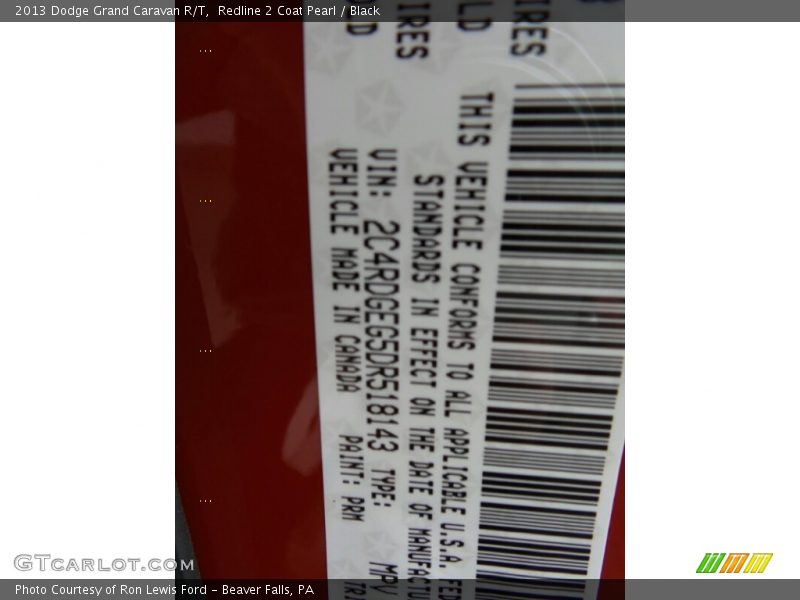 2013 Dodge Grand Caravan R/T,  Redline 2 Coat Pearl / Black
IRES
LD
IRES
THIS VEHICLE CONFORMS TO ALL APPLICABLE U.S.A. FED
STANDARDS IN EFFECT ON THE DATE OF MANUFACTU
VIN: 2C4RDGEG5DR518143 TYPE: MPV
VEHICLE MADE IN CANADA PAINT: PRM TR
GTCARLOT.COM
Photo Courtesy of Ron Lewis Ford – Beaver Falls, PA